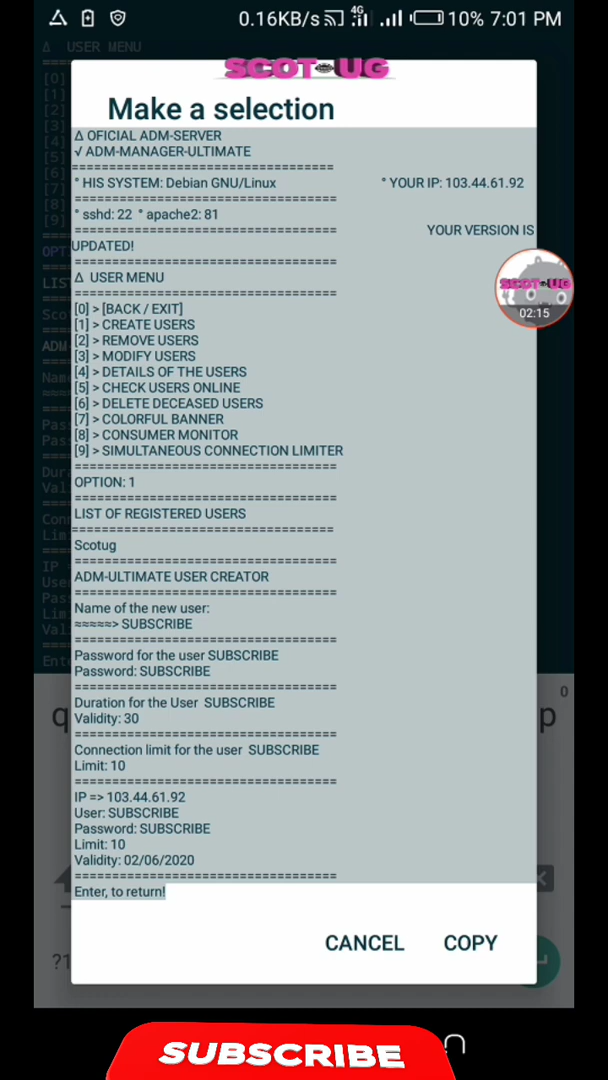 0.16KB/s 4G 10% 7:01 PM
Δ USER MENU
SCOT-UG
Make a selection
Δ OFICIAL ADM-SERVER
√ ADM-MANAGER-ULTIMATE
=================================
* HIS SYSTEM: Debian GNU/Linux * YOUR IP: 103.44.61.92
=================================
* sshd: 22 * apache2: 81
=================================
YOUR VERSION IS
UPDATED!
=================================
Δ USER MENU
=================================
[0] > [BACK / EXIT]
[1] > CREATE USERS
[2] > REMOVE USERS
[3] > MODIFY USERS
[4] > DETAILS OF THE USERS
[5] > CHECK USERS ONLINE
[6] > DELETE DECEASED USERS
[7] > COLORFUL BANNER
[8] > CONSUMER MONITOR
[9] > SIMULTANEOUS CONNECTION LIMITER
=================================
OPTION: 1
=================================
LIST OF REGISTERED USERS
=================================
Scotug
=================================
ADM-ULTIMATE USER CREATOR
=================================
Name of the new user:
≈≈≈≈≈> SUBSCRIBE
=================================
Password for the user SUBSCRIBE
Password: SUBSCRIBE
=================================
Duration for the User SUBSCRIBE
Validity: 30
=================================
Connection limit for the user SUBSCRIBE
Limit: 10
=================================
IP => 103.44.61.92
User: SUBSCRIBE
Password: SUBSCRIBE
Limit: 10
Validity: 02/06/2020
=================================
Enter, to return!
SCOT-UG
02:15
CANCEL COPY
SUBSCRIBE